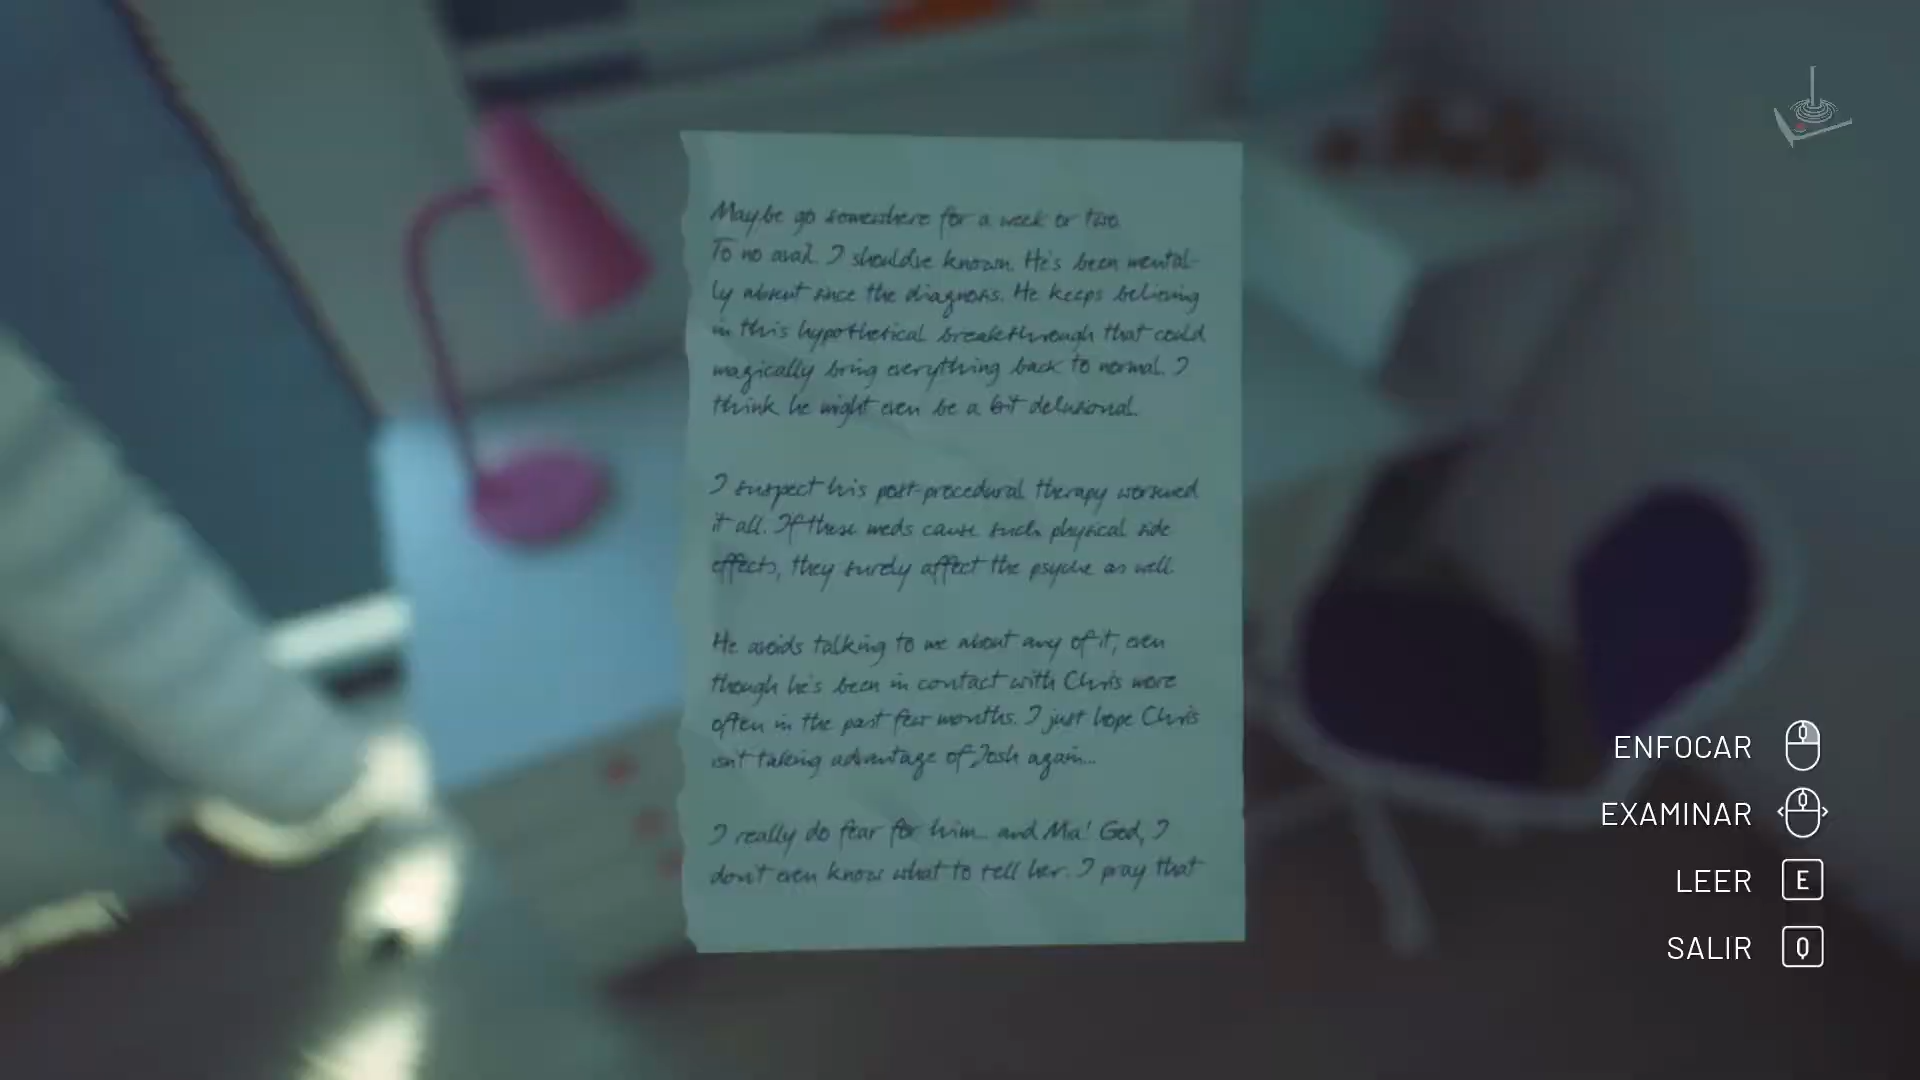 Maybe go somewhere for a week or two.
To no avail. I should've known. He's been mental-
ly absent since the diagnosis. He keeps believing
in this hypothetical breakthrough that could
magically bring everything back to normal. I
think he might even be a bit delusional.
I suspect his post-procedural therapy worsened
it all. If these meds cause such physical side
effects, they surely affect the psyche as well.
He avoids talking to me about any of it, even
though he's been in contact with Chris more
often in the past few months. I just hope Chris
isn't taking advantage of Josh again...
I really do fear for him... and Ma! God, I
don't even know what to tell her. I pray that
ENFOCAR
EXAMINAR
LEER E
SALIR Q